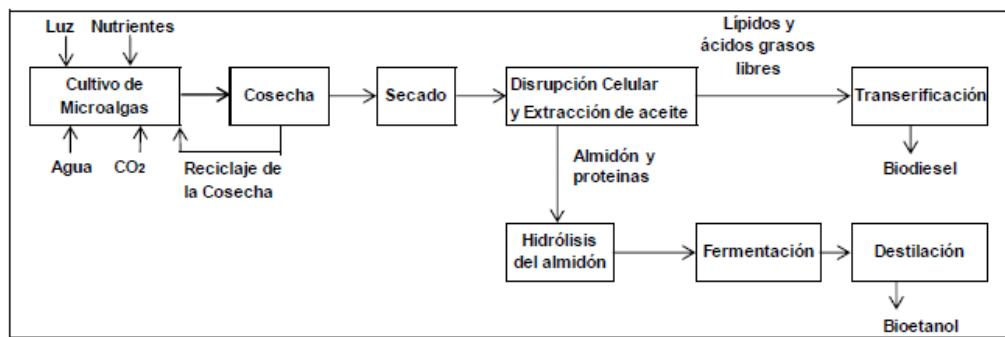 Luz
Nutrientes
Lípidos y
ácidos grasos
libres
Cultivo de
Microalgas
Cosecha
Secado
Disrupción Celular
y Extracción de aceite
Transerificación
Agua
CO2
Reciclaje de
la Cosecha
Almidón y
proteinas
Biodiesel
Hidrólisis
del almidón
Fermentación
Destilación
Bioetanol